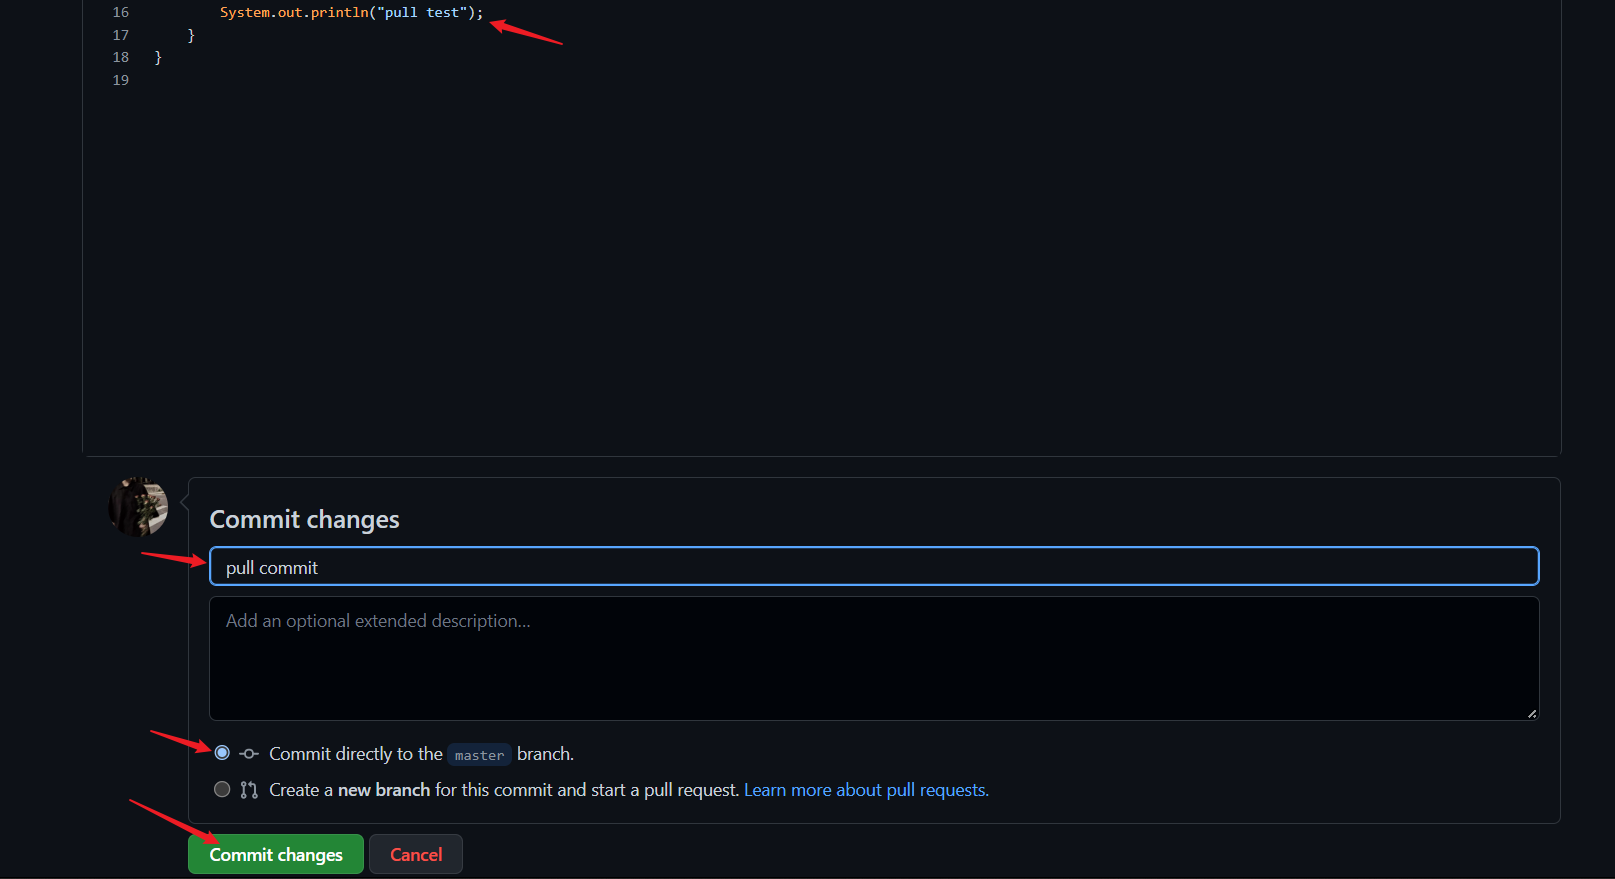 16 System.out.println("pull test");
17 }
18 }
19
Commit changes
pull commit
Add an optional extended description...
Commit directly to the master branch.
Create a new branch for this commit and start a pull request. Learn more about pull requests.
Commit changes Cancel